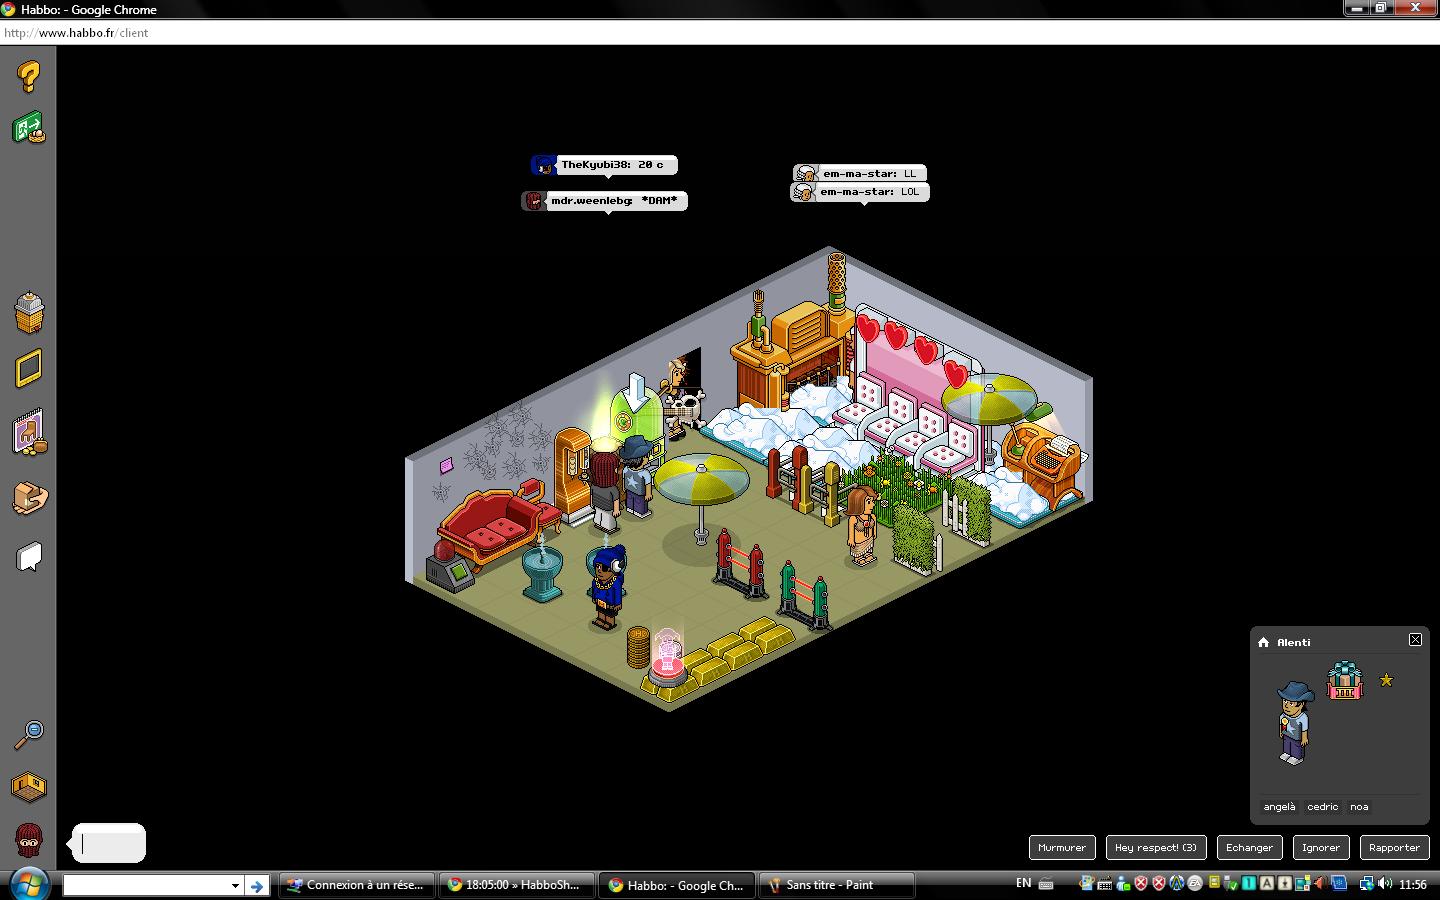 Habbo: - Google Chrome
http://www.habbo.fr/client
TheKyubi38: 20 c
em-ma-star: LL
em-ma-star: LOL
mdr.weenlebg: *DAM*
Alenti
angelà cedric noa
Murmurer Hey respect! (3) Echanger Ignorer Rapporter
Connexion à un rése... 18:05:00 » HabboSh... Habbo: - Google Ch... Sans titre - Paint EN 11:56